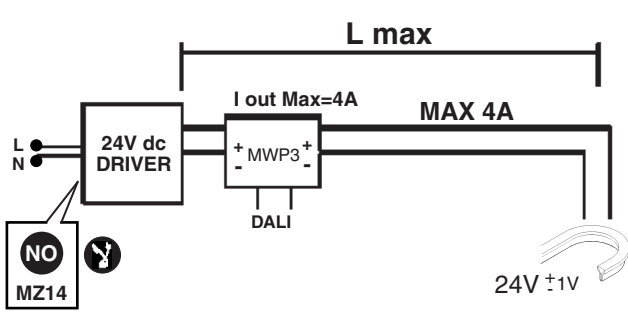 L max
I out Max=4A
MAX 4A
L
N
24V dc
DRIVER
+ MWP3 +
- -
DALI
NO
MZ14
24V ±1V